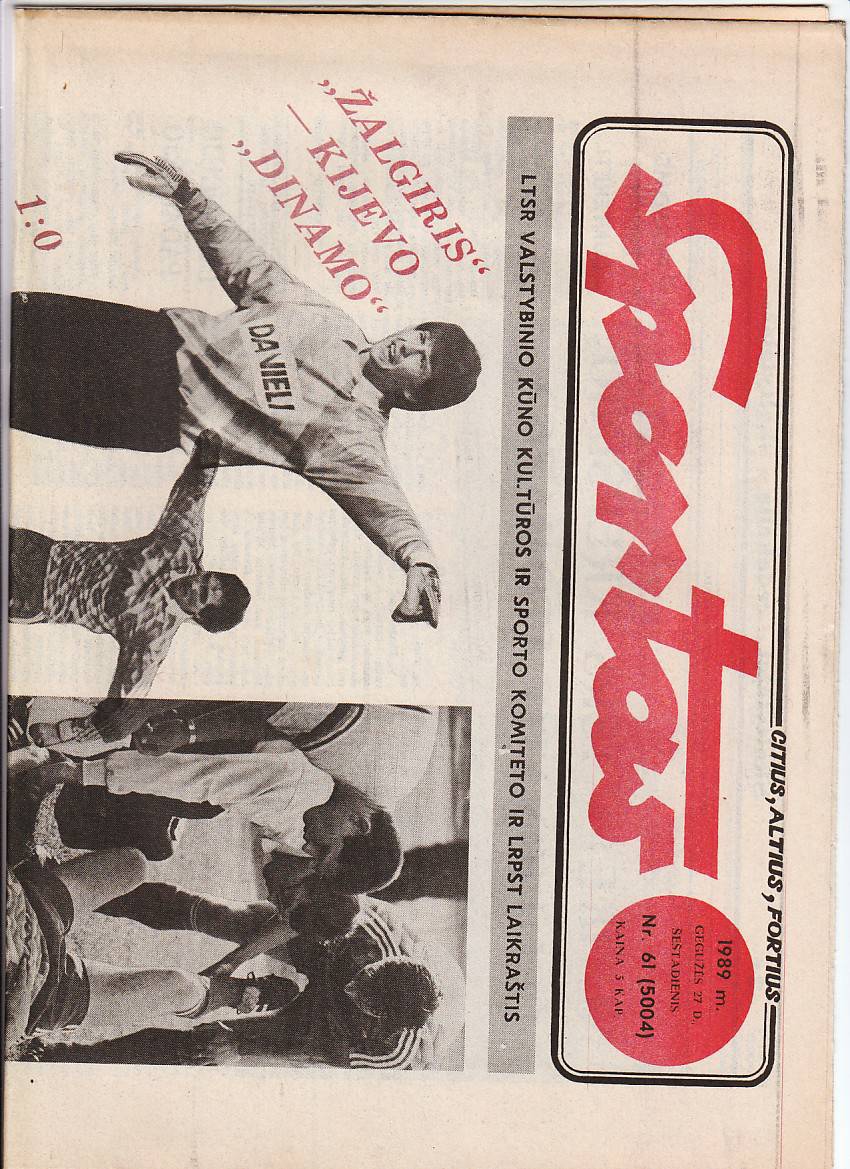 CITIUS, ALTIUS, FORTIUS
Sportas
1989 m.
GEGUŽĖS 27 D.,
ŠEŠTADIENIS
Nr. 61 (5004)
KAINA 5 KAP.
LTSR VALSTYBINIO KŪNO KULTŪROS IR SPORTO KOMITETO IR LRPST LAIKRAŠTIS
„ŽALGIRIS“
— KIJEVO
„DINAMO“
1:0
DAVIELI